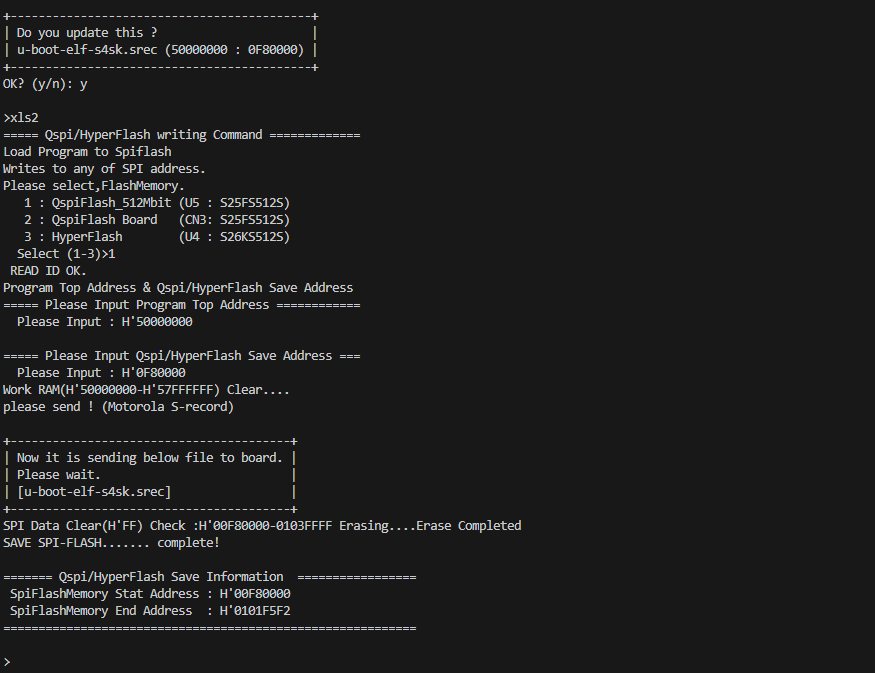 +-------------------------------------------+
| Do you update this ?                      |
| u-boot-elf-s4sk.srec (50000000 : 0F80000) |
+-------------------------------------------+
OK? (y/n): y
>xls2
===== Qspi/HyperFlash writing Command =============
Load Program to Spiflash
Writes to any of SPI address.
Please select,FlashMemory.
   1 : QspiFlash_512Mbit (U5 : S25FS512S)
   2 : QspiFlash Board   (CN3: S25FS512S)
   3 : HyperFlash        (U4 : S26KS512S)
  Select (1-3)>1
 READ ID OK.
Program Top Address & Qspi/HyperFlash Save Address
===== Please Input Program Top Address ============
  Please Input : H'50000000
===== Please Input Qspi/HyperFlash Save Address ===
  Please Input : H'0F80000
Work RAM(H'50000000-H'57FFFFFF) Clear....
please send ! (Motorola S-record)
+----------------------------------------+
| Now it is sending below file to board. |
| Please wait.                           |
| [u-boot-elf-s4sk.srec]                 |
+----------------------------------------+
SPI Data Clear(H'FF) Check :H'00F80000-0103FFFF Erasing....Erase Completed
SAVE SPI-FLASH....... complete!
======= Qspi/HyperFlash Save Information  =================
 SpiFlashMemory Stat Address : H'00F80000
 SpiFlashMemory End Address  : H'0101F5F2
===========================================================
>